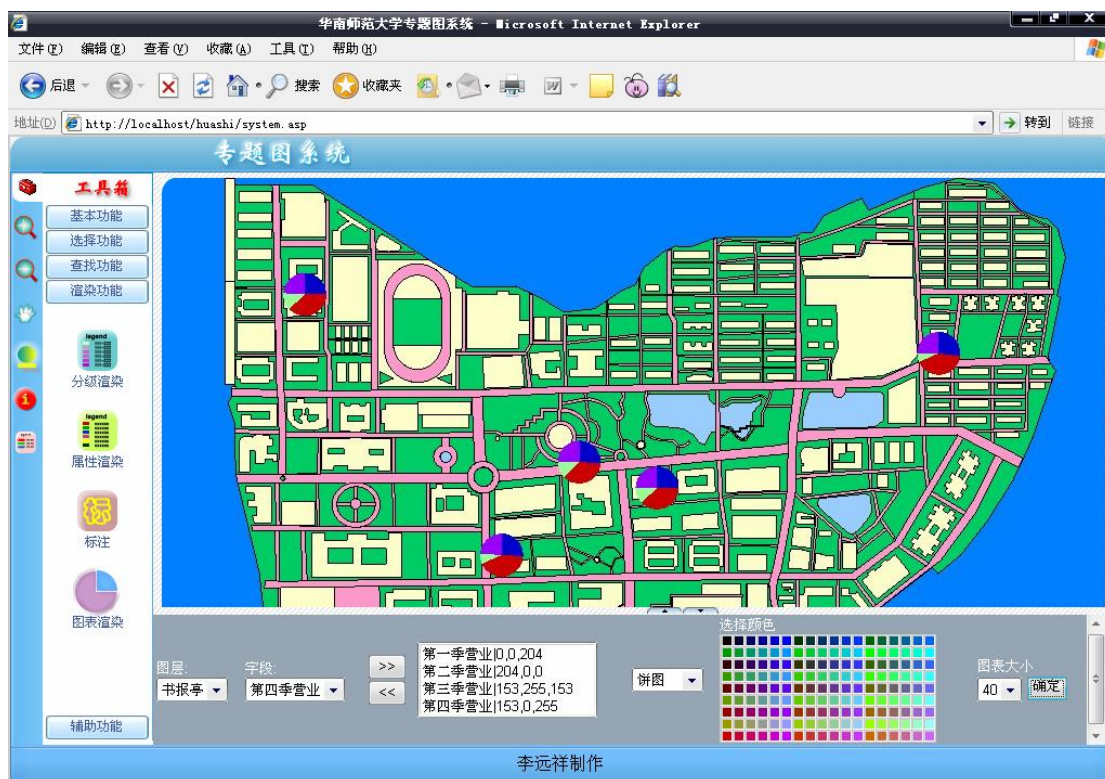 华南师范大学专题图系统 - Microsoft Internet Explorer
文件(F) 编辑(E) 查看(V) 收藏(A) 工具(T) 帮助(H)
后退 搜索 收藏夹
地址(D) http://localhost/huashi/system.asp 转到 链接
专题图系统
工具箱
基本功能
选择功能
查找功能
渲染功能
legend
分级渲染
legend
属性渲染
标
标注
图表渲染
辅助功能
选择颜色
图层: 字段: 图表大小
书报亭 第四季营业 >> << 饼图 40 确定
第一季营业|0,0,204
第二季营业|204,0,0
第三季营业|153,255,153
第四季营业|153,0,255
李远祥制作